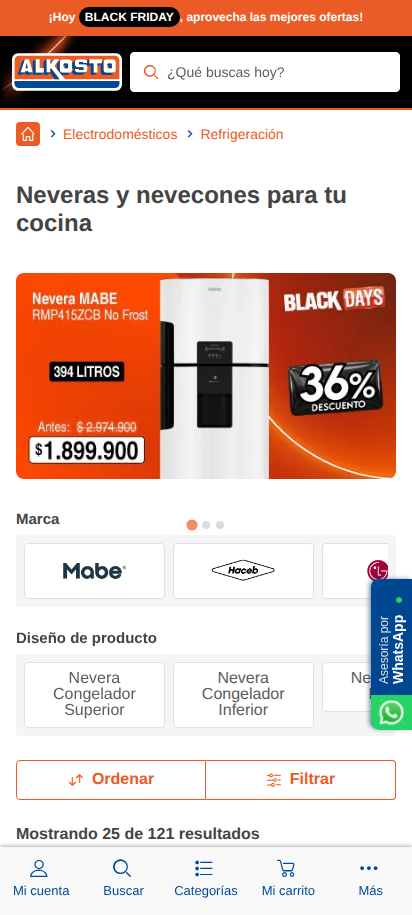 ¡Hoy BLACK FRIDAY, aprovecha las mejores ofertas!
ALKOSTO
¿Qué buscas hoy?
Electrodomésticos
Refrigeración
Neveras y nevecones para tu
cocina
Nevera MABE
RMP415ZCB No Frost
394 LITROS
Antes: $ 2.974.900
$1.899.900
BLACK DAYS
36%
DESCUENTO
Marca
Mabe
Haceb
Diseño de producto
Nevera
Congelador
Superior
Nevera
Congelador
Inferior
Asesoría por
WhatsApp
Ordenar
Filtrar
Mostrando 25 de 121 resultados
Mi cuenta
Buscar
Categorías
Mi carrito
Más